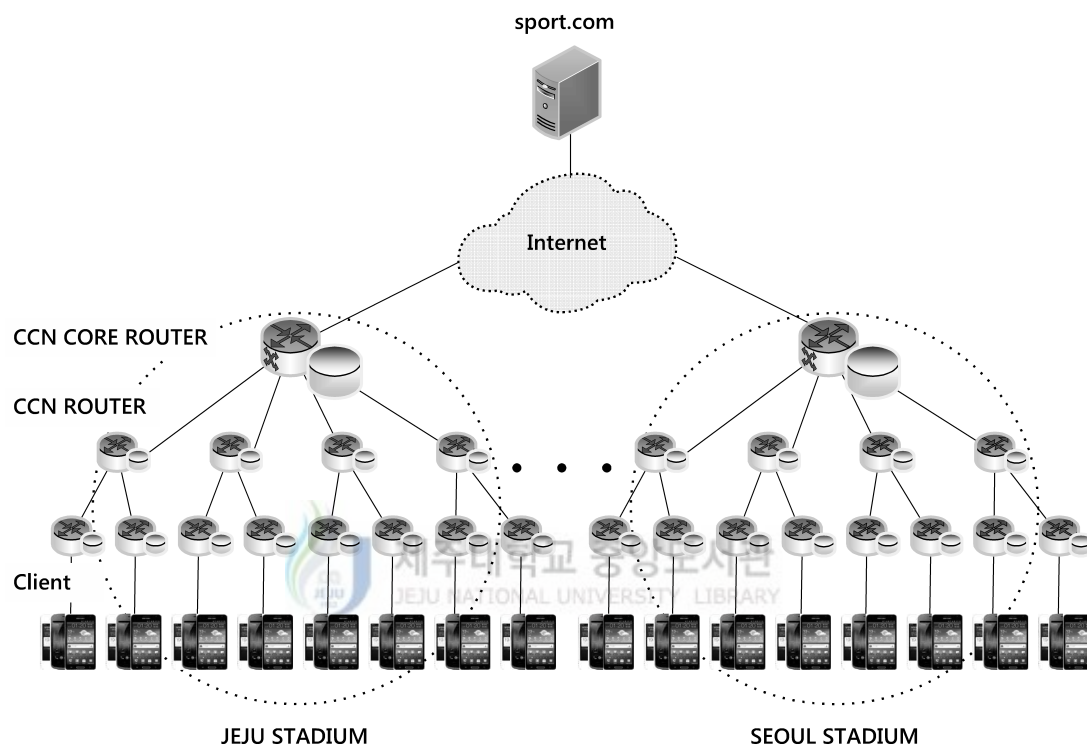 sport.com
Internet
CCN CORE ROUTER
CCN ROUTER
제주대학교 중앙도서관
JEJU NATIONAL UNIVERSITY LIBRARY
JEJU
Client
JEJU STADIUM
SEOUL STADIUM